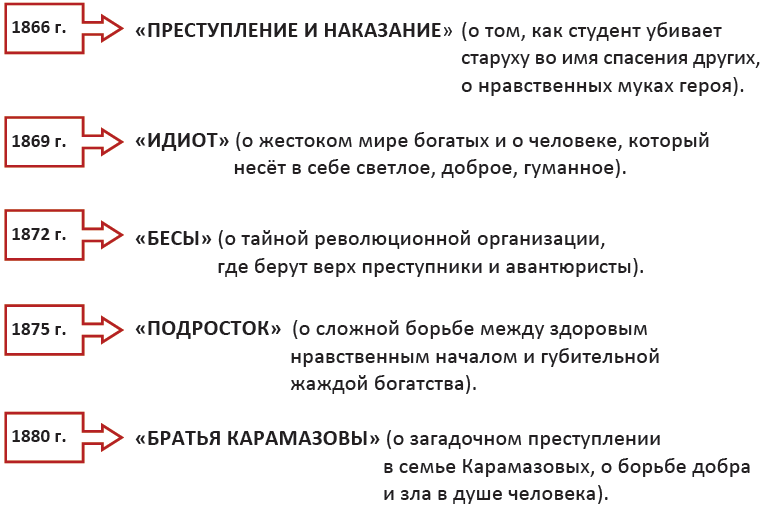 1866 г. «ПРЕСТУПЛЕНИЕ И НАКАЗАНИЕ» (о том, как студент убивает
старуху во имя спасения других,
о нравственных муках героя).
1869 г. «ИДИОТ» (о жестоком мире богатых и о человеке, который
несёт в себе светлое, доброе, гуманное).
1872 г. «БЕСЫ» (о тайной революционной организации,
где берут верх преступники и авантюристы).
1875 г. «ПОДРОСТОК» (о сложной борьбе между здоровым
нравственным началом и губительной
жаждой богатства).
1880 г. «БРАТЬЯ КАРАМАЗОВЫ» (о загадочном преступлении
в семье Карамазовых, о борьбе добра
и зла в душе человека).